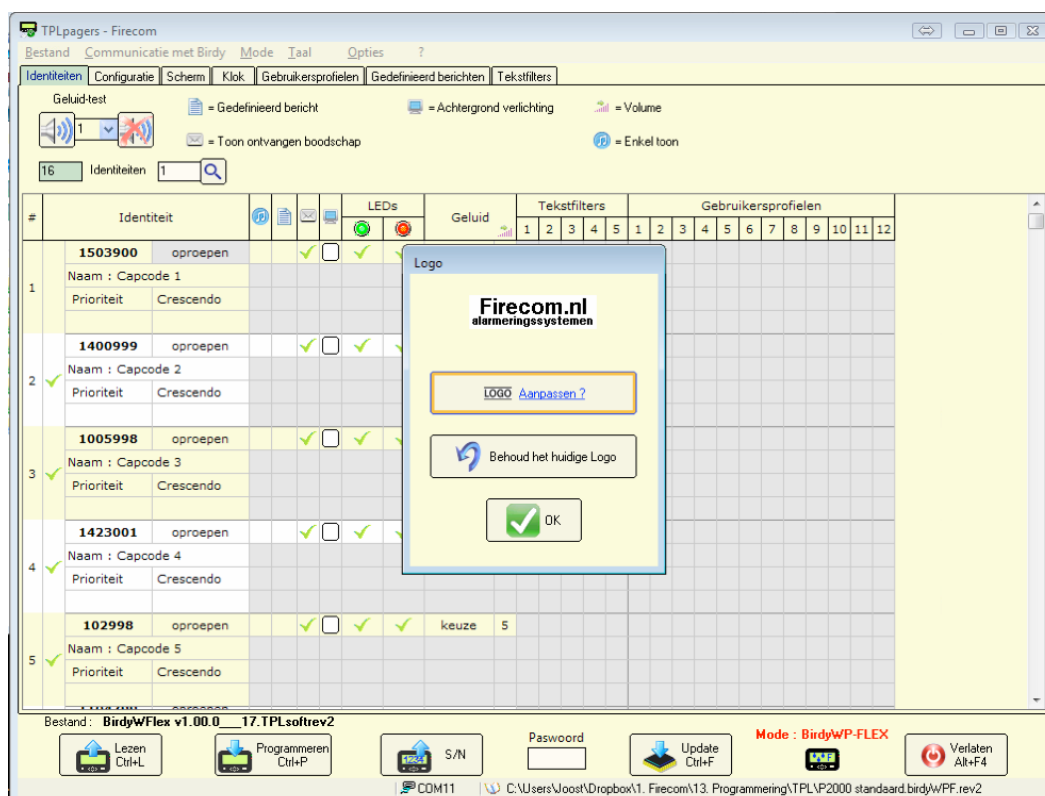 TPLpagers - Firecom
Bestand Communicatie met Birdy Mode Taal Opties ?
Identiteiten Configuratie Scherm Klok Gebruikersprofielen Gedefinieerd berichten Tekstfilters
Geluid-test
1
= Gedefinieerd bericht
= Achtergrond verlichting
= Volume
= Toon ontvangen boodschap
= Enkel toon
16 Identiteiten 1
# Identiteit LEDs Geluid Tekstfilters Gebruikersprofielen
1 2 3 4 5 1 2 3 4 5 6 7 8 9 10 11 12
1503900 oproepen
Naam : Capcode 1
1
Prioriteit Crescendo
1400999 oproepen
Naam : Capcode 2
2
Prioriteit Crescendo
1005998 oproepen
Naam : Capcode 3
3
Prioriteit Crescendo
1423001 oproepen
Naam : Capcode 4
4
Prioriteit Crescendo
102998 oproepen keuze 5
Naam : Capcode 5
5
Prioriteit Crescendo
Logo
Firecom.nl
alarmeringssystemen
LOGO Aanpassen ?
Behoud het huidige Logo
OK
Bestand : BirdyWFlex v1.00.0___17.TPLsoftrev2
Lezen
Ctrl+L
Programmeren
Ctrl+P
1234
S/N
Paswoord
Update
Ctrl+F
Mode : BirdyWP-FLEX
Verlaten
Alt+F4
COM11 C:\Users\Joost\Dropbox\1. Firecom\13. Programmering\TPL\P2000 standaard.birdyWPF.rev2